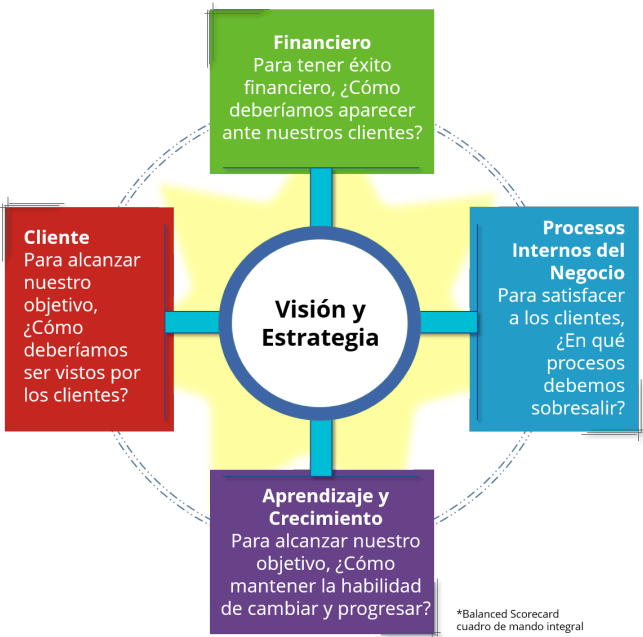 Financiero
Para tener éxito
financiero, ¿Cómo
deberíamos aparecer
ante nuestros clientes?
Cliente
Para alcanzar
nuestro
objetivo,
¿Cómo
deberíamos
ser vistos por
los clientes?
Visión y
Estrategia
Procesos
Internos del
Negocio
Para satisfacer
a los clientes,
¿En qué
procesos
debemos
sobresalir?
Aprendizaje y
Crecimiento
Para alcanzar nuestro
objetivo, ¿Cómo
mantener la habilidad
de cambiar y progresar?
*Balanced Scorecard
cuadro de mando integral